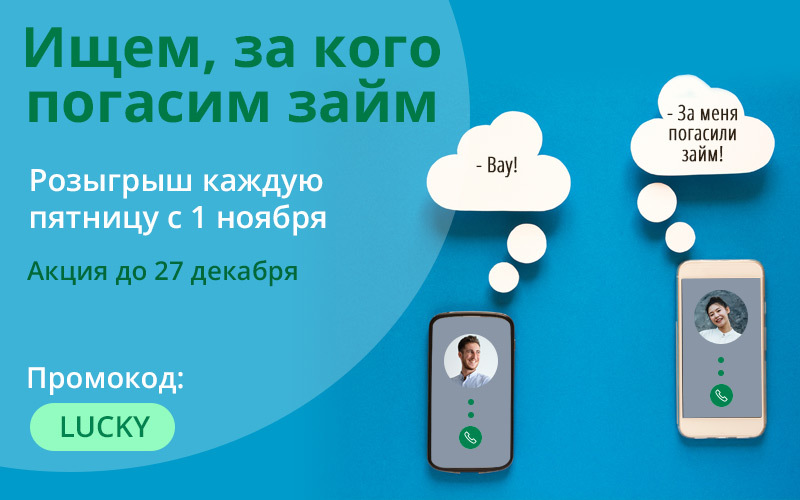 Ищем, за кого
погасим займ
Розыгрыш каждую
пятницу с 1 ноября
Акция до 27 декабря
Промокод:
LUCKY
- Вау!
- За меня
погасили
займ!